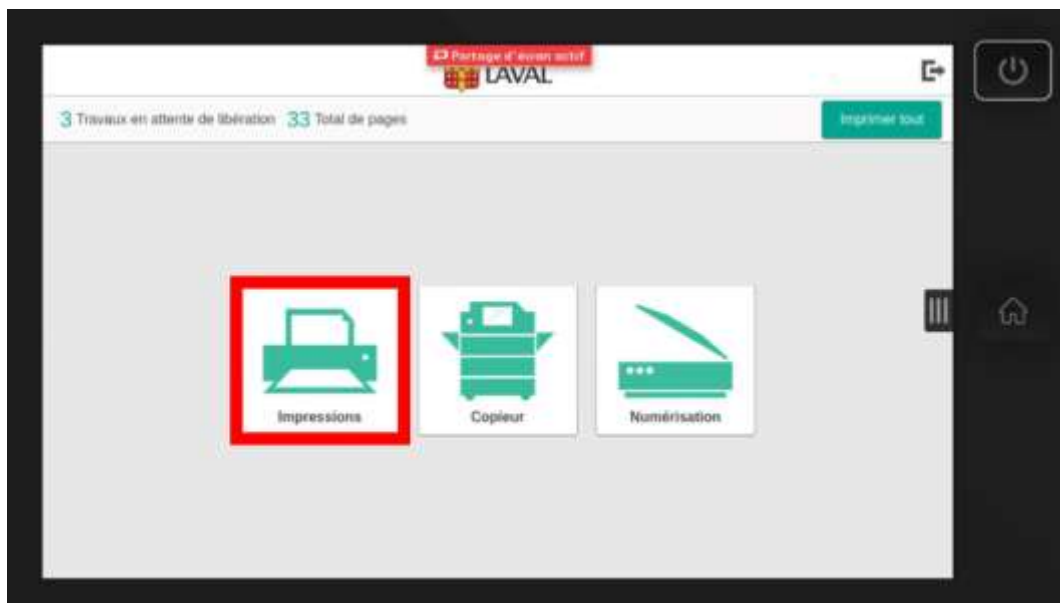 Partage d'écran actif
LAVAL
3 Travaux en attente de libération 33 Total de pages
Imprimer tout
Impressions
Copieur
Numérisation